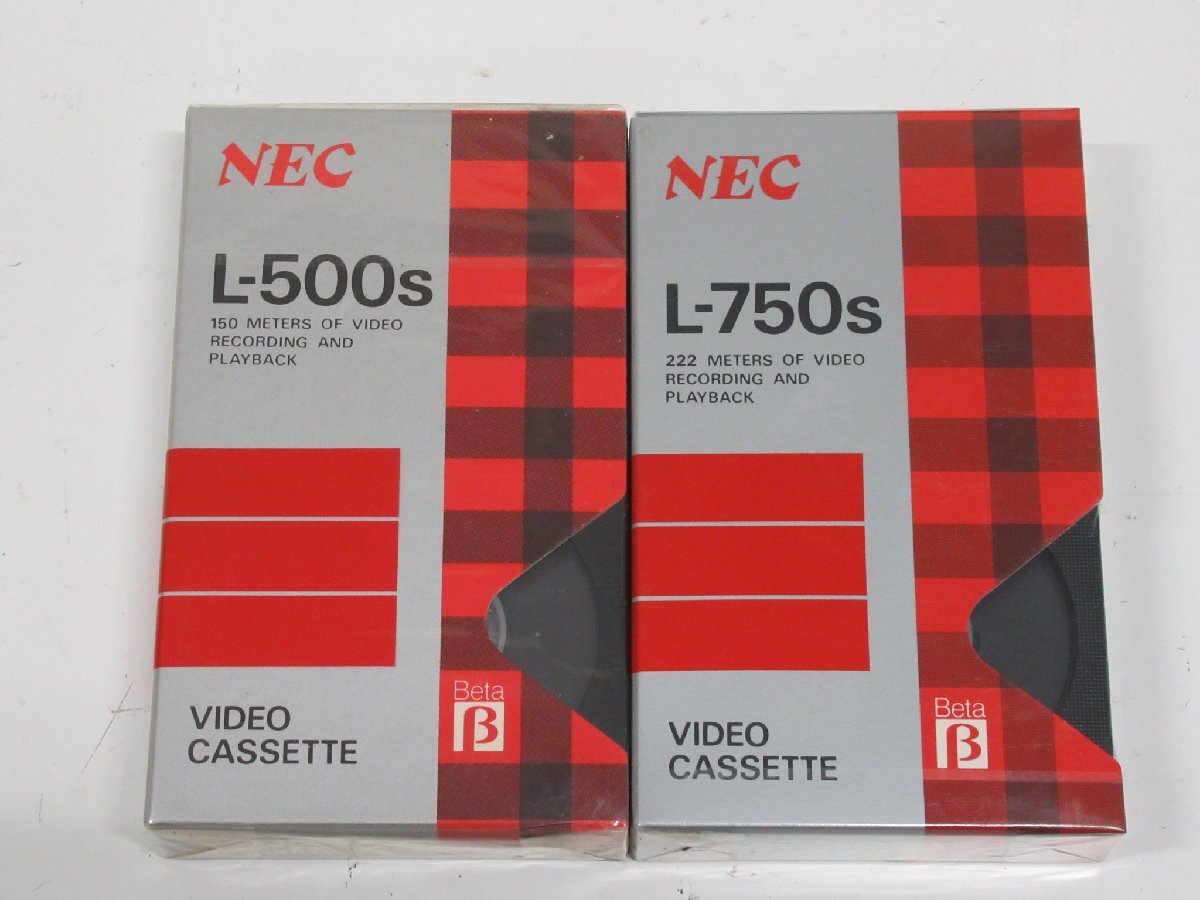 NEC
L-500s
150 METERS OF VIDEO
RECORDING AND
PLAYBACK
Beta
β
VIDEO
CASSETTE
NEC
L-750s
222 METERS OF VIDEO
RECORDING AND
PLAYBACK
Beta
β
VIDEO
CASSETTE